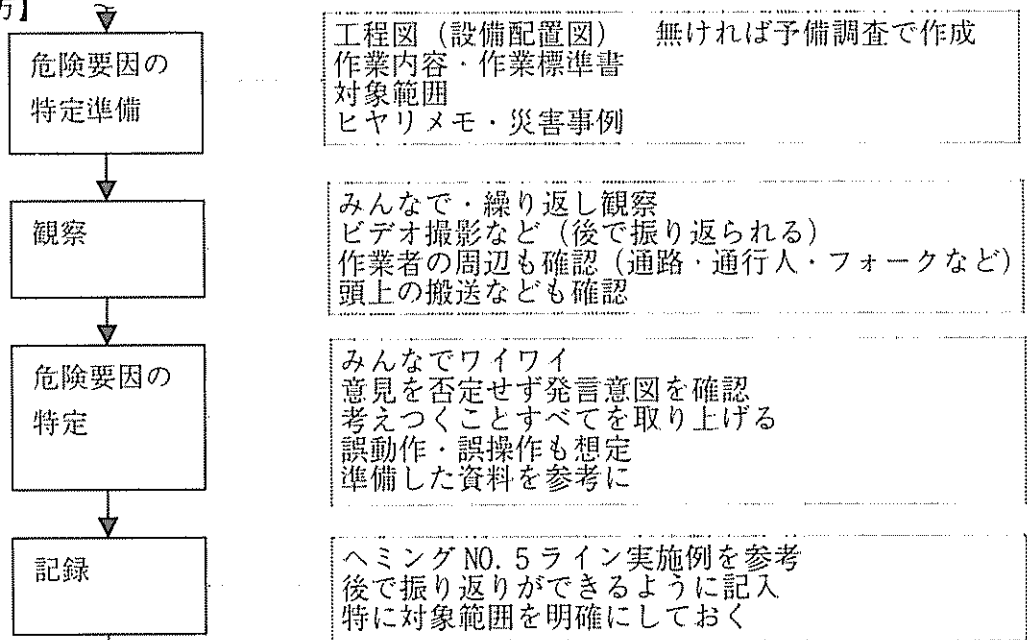 方】
危険要因の
特定準備
工程図（設備配置図）　無ければ予備調査で作成
作業内容・作業標準書
対象範囲
ヒヤリメモ・災害事例
観察
みんなで・繰り返し観察
ビデオ撮影など（後で振り返られる）
作業者の周辺も確認（通路・通行人・フォークなど）
頭上の搬送なども確認
危険要因の
特定
みんなでワイワイ
意見を否定せず発言意図を確認
考えつくことすべてを取り上げる
誤動作・誤操作も想定
準備した資料を参考に
記録
ヘミングNO.5ライン実施例を参考
後で振り返りができるように記入
特に対象範囲を明確にしておく